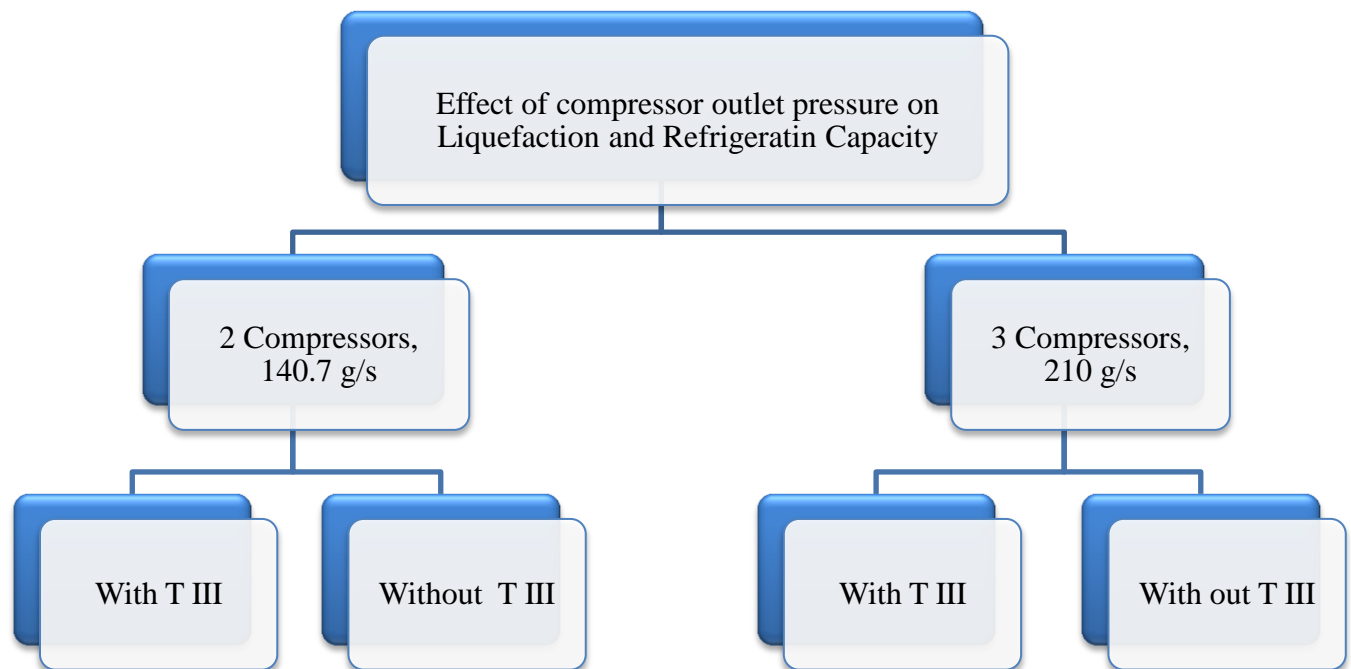 Effect of compressor outlet pressure on
Liquefaction and Refrigeratin Capacity
2 Compressors,
140.7 g/s
3 Compressors,
210 g/s
With T III
Without T III
With T III
With out T III